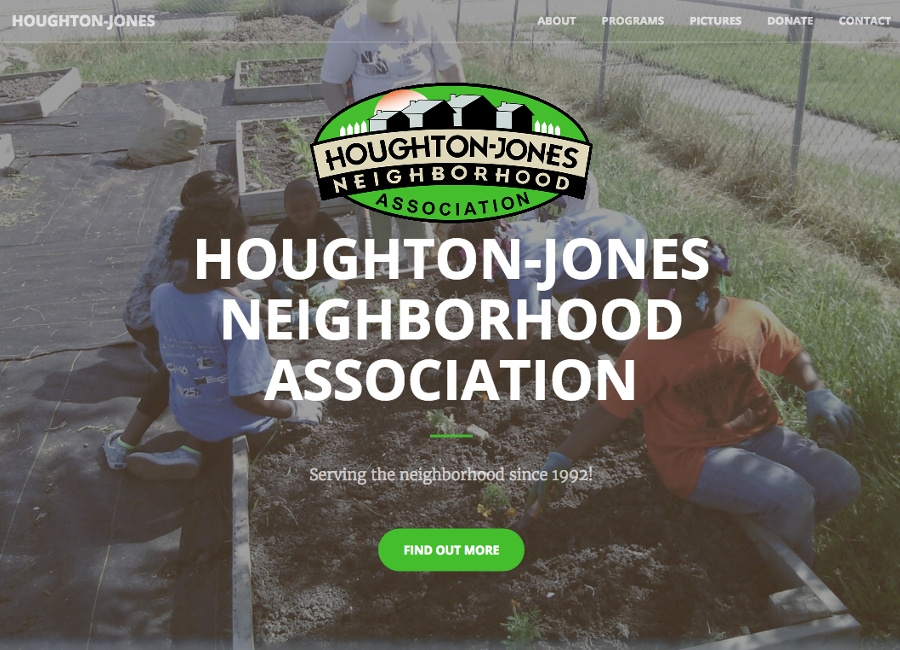 HOUGHTON-JONES
ABOUT PROGRAMS PICTURES DONATE CONTACT
HOUGHTON-JONES
NEIGHBORHOOD
ASSOCIATION
HOUGHTON-JONES
NEIGHBORHOOD
ASSOCIATION
Serving the neighborhood since 1992!
FIND OUT MORE